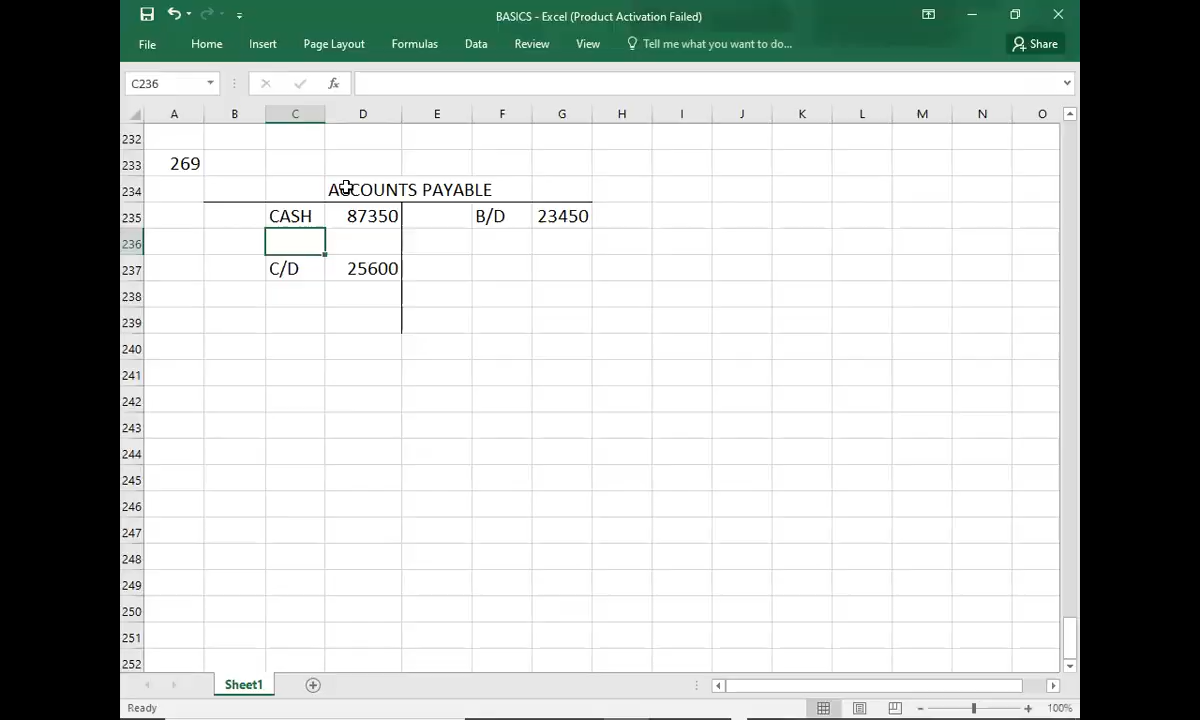 BASICS - Excel (Product Activation Failed)
File Home Insert Page Layout Formulas Data Review View Tell me what you want to do... Share
C236 fx
A B C D E F G H I J K L M N O
232
233 269
234 ACCOUNTS PAYABLE
235 CASH 87350 B/D 23450
236
237 C/D 25600
238
239
240
241
242
243
244
245
246
247
248
249
250
251
252
Sheet1
Ready 100%